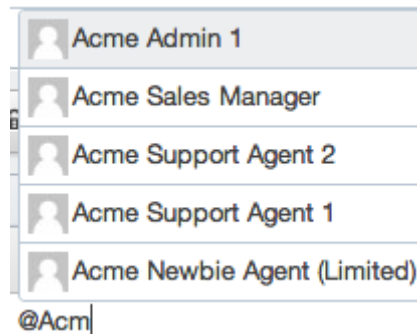 Acme Admin 1
Acme Sales Manager
Acme Support Agent 2
Acme Support Agent 1
Acme Newbie Agent (Limited)
@Acm